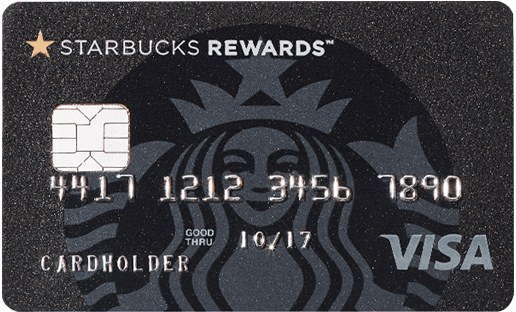 STARBUCKS REWARDS™
4417 1212 3456 7890
GOOD
THRU
10/17
VISA
CARDHOLDER